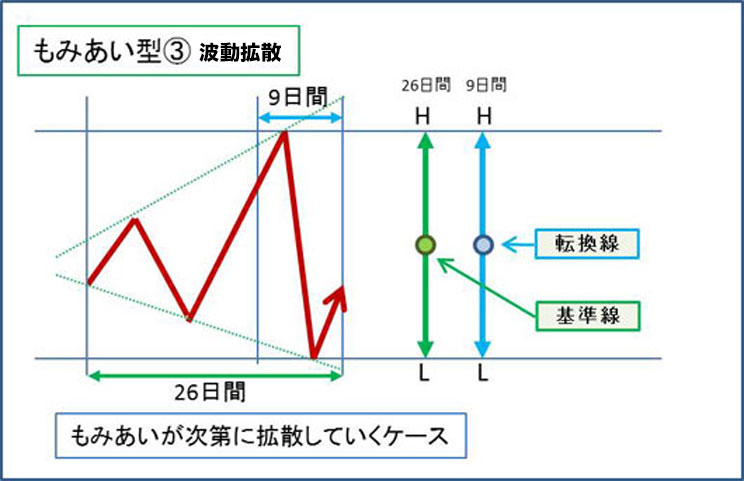 もみあい型③ 波動拡散
9日間
26日間 9日間
H H
転換線
基準線
L L
26日間
もみあいが次第に拡散していくケース